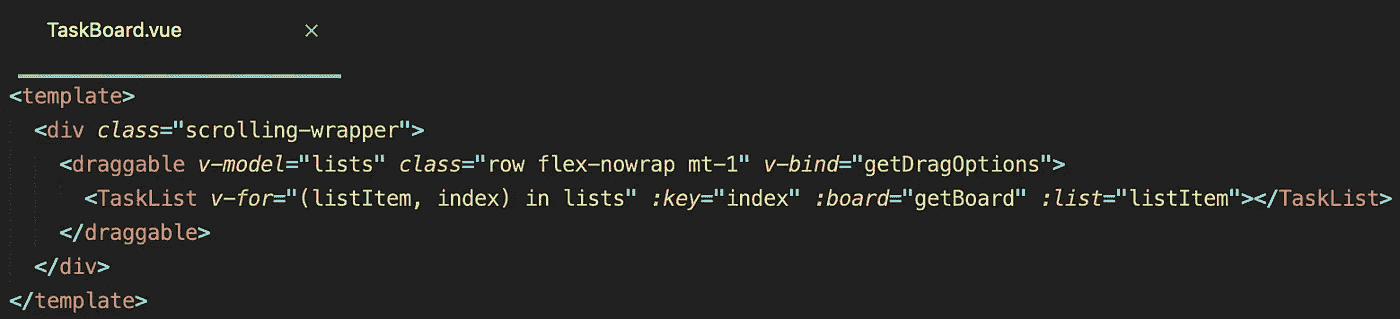 TaskBoard.vue ×
<template>
<div class="scrolling-wrapper">
<draggable v-model="lists" class="row flex-nowrap mt-1" v-bind="getDragOptions">
<TaskList v-for="(listItem, index) in lists" :key="index" :board="getBoard" :list="listItem"></TaskList>
</draggable>
</div>
</template>